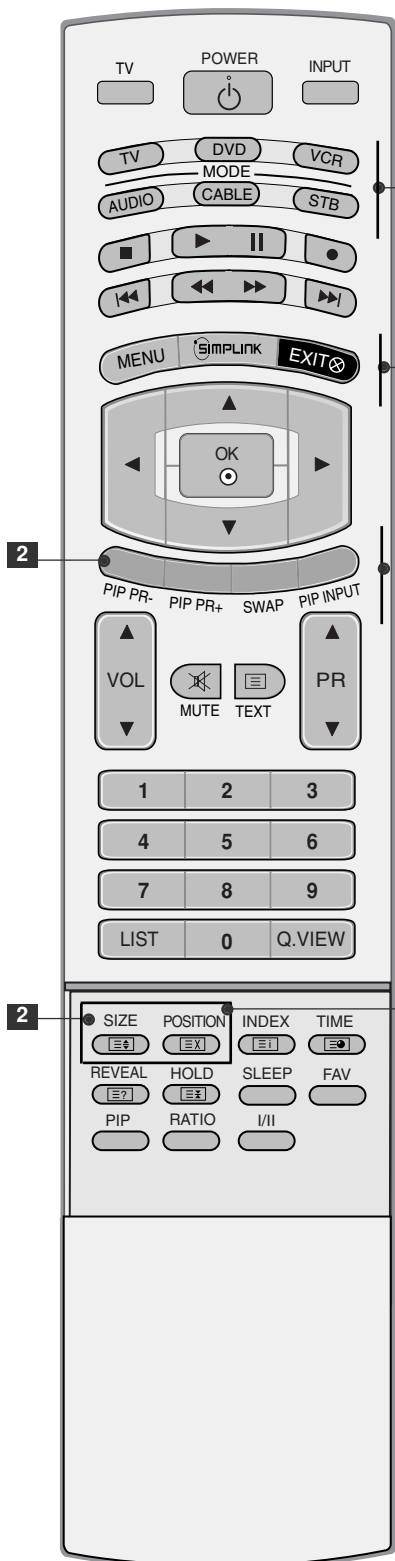 TV POWER INPUT
TV DVD VCR
MODE
AUDIO CABLE STB
MENU SIMPLINK EXIT
OK
2
PIP PR- PIP PR+ SWAP PIP INPUT
VOL PR
MUTE TEXT
1 2 3
4 5 6
7 8 9
LIST 0 Q.VIEW
2 SIZE POSITION INDEX TIME
i
REVEAL HOLD SLEEP FAV
?
PIP RATIO I/II